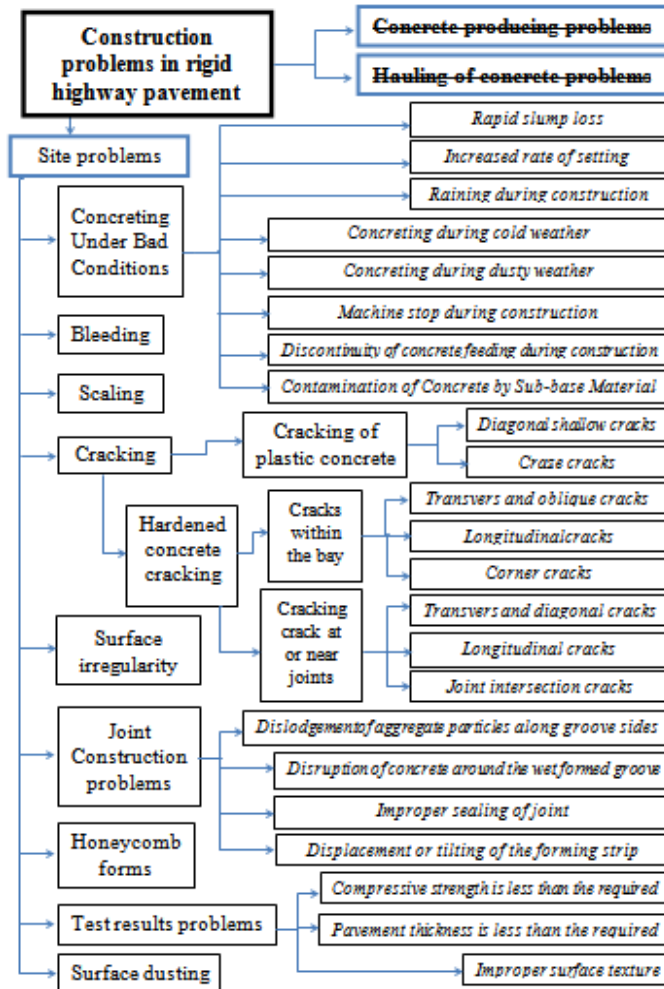 Construction
problems in rigid
highway pavement
Concrete producing problems
Hauling of concrete problems
Site problems
Concreting
Under Bad
Conditions
Rapid slump loss
Increased rate of setting
Raining during construction
Concreting during cold weather
Concreting during dusty weather
Machine stop during construction
Discontinuity of concrete feeding during construction
Contamination of Concrete by Sub-base Material
Bleeding
Scaling
Cracking
Cracking of
plastic concrete
Diagonal shallow cracks
Craze cracks
Hardened
concrete
cracking
Cracks
within
the bay
Transvers and oblique cracks
Longitudinalcracks
Corner cracks
Cracking
crack at
or near
joints
Transvers and diagonal cracks
Longitudinal cracks
Joint intersection cracks
Surface
irregularity
Joint
Construction
problems
Dislodgement of aggregate particles along groove sides
Disruption of concrete around the wet formed groove
Improper sealing of joint
Displacement or tilting of the forming strip
Honeycomb
forms
Test results problems
Compressive strength is less than the required
Pavement thickness is less than the required
Improper surface texture
Surface dusting